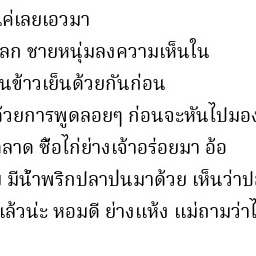 ค่เลยเอวมา
ลก ชายหนุ่มลงความเห็นใน
นข้าวเย็นด้วยกันก่อน
้วยการพูดลอยๆ ก่อนจะหันไปมอง
ลาด ซื้อไก่ย่างเจ้าอร่อยมา อ้อ
มีน้ำพริกปลาปนมาด้วย เห็นว่าป
ล้วน่ะ หอมดี ย่างแห้ง แม่ถามว่าไ